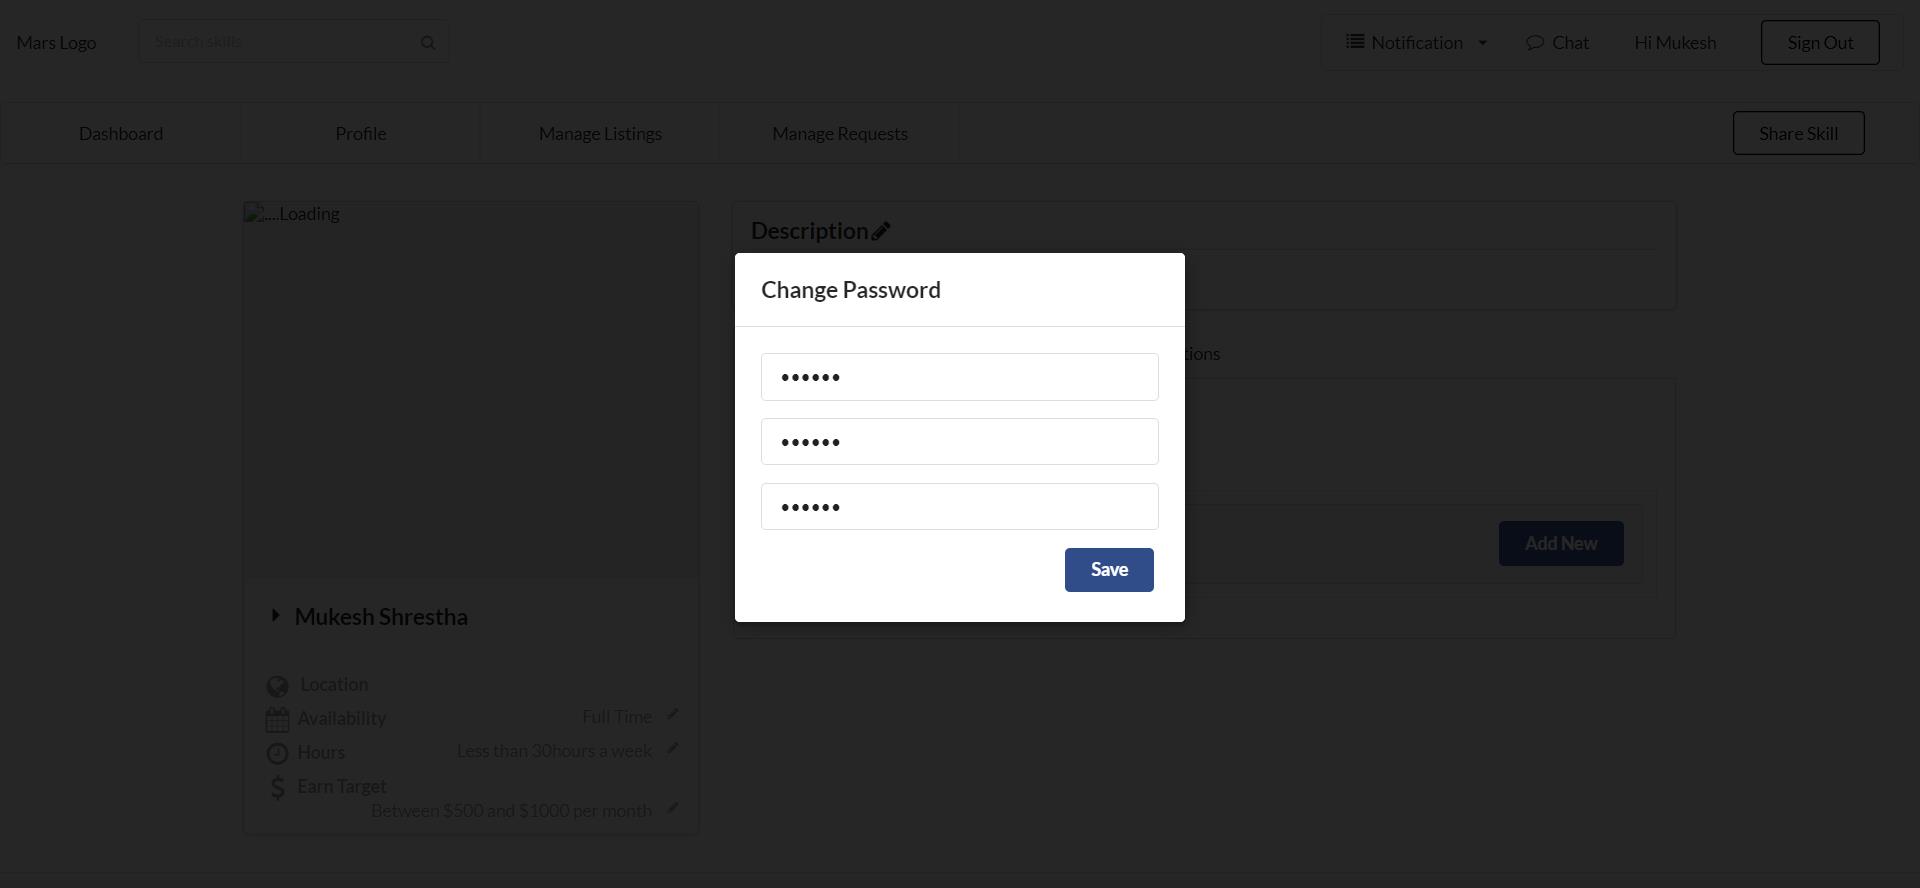 Mars Logo
Search skills
Notification
Chat
Hi Mukesh
Sign Out
Dashboard
Profile
Manage Listings
Manage Requests
Share Skill
....Loading
Description
Change Password
••••••
••••••
••••••
Save
tions
Add New
Mukesh Shrestha
Location
Availability Full Time
Hours Less than 30hours a week
Earn Target
Between $500 and $1000 per month